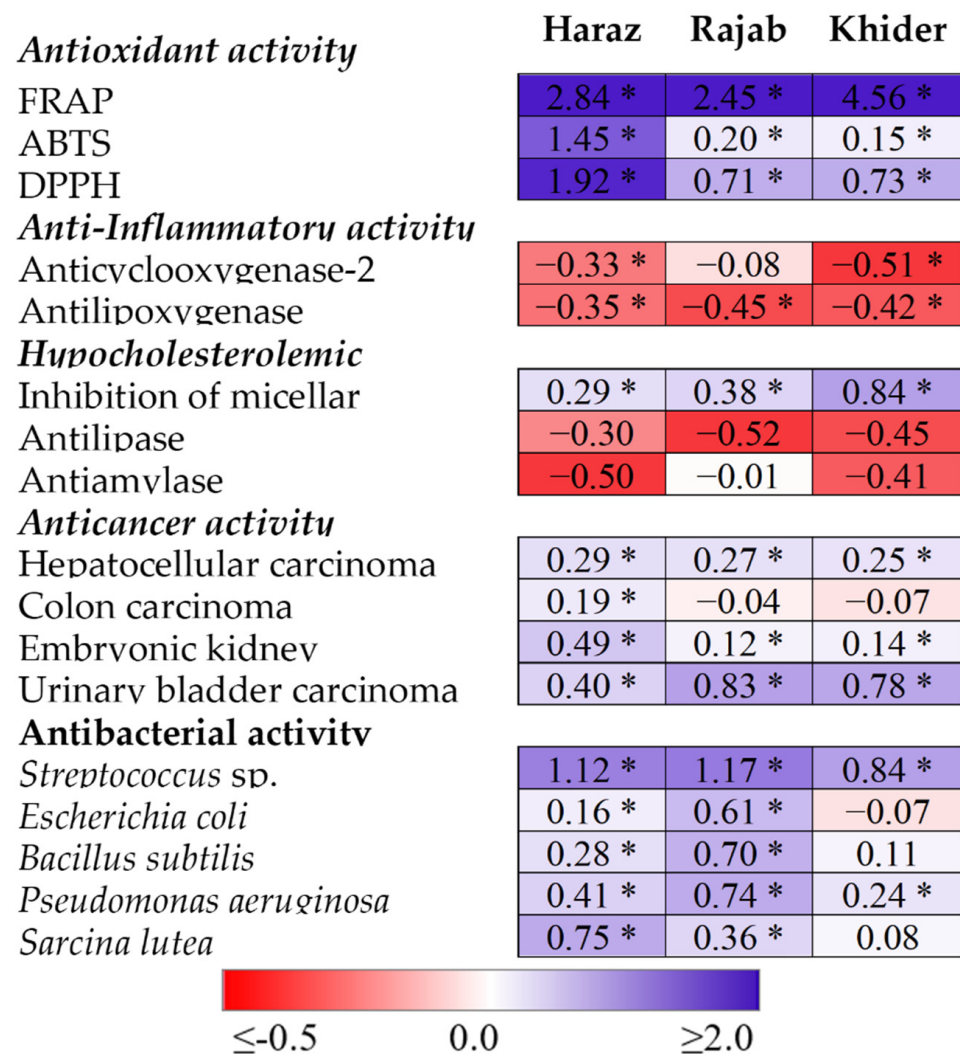 Haraz Rajab Khider
Antioxidant activity
FRAP 2.84 * 2.45 * 4.56 *
ABTS 1.45 * 0.20 * 0.15 *
DPPH 1.92 * 0.71 * 0.73 *
Anti-Inflammatory activity
Anticyclooxygenase-2 −0.33 * −0.08 −0.51 *
Antilipoxygenase −0.35 * −0.45 * −0.42 *
Hypocholesterolemic
Inhibition of micellar 0.29 * 0.38 * 0.84 *
Antilipase −0.30 −0.52 −0.45
Antiamylase −0.50 −0.01 −0.41
Anticancer activity
Hepatocellular carcinoma 0.29 * 0.27 * 0.25 *
Colon carcinoma 0.19 * −0.04 −0.07
Embryonic kidney 0.49 * 0.12 * 0.14 *
Urinary bladder carcinoma 0.40 * 0.83 * 0.78 *
Antibacterial activity
Streptococcus sp. 1.12 * 1.17 * 0.84 *
Escherichia coli 0.16 * 0.61 * −0.07
Bacillus subtilis 0.28 * 0.70 * 0.11
Pseudomonas aeruginosa 0.41 * 0.74 * 0.24 *
Sarcina lutea 0.75 * 0.36 * 0.08
≤-0.5 0.0 ≥2.0